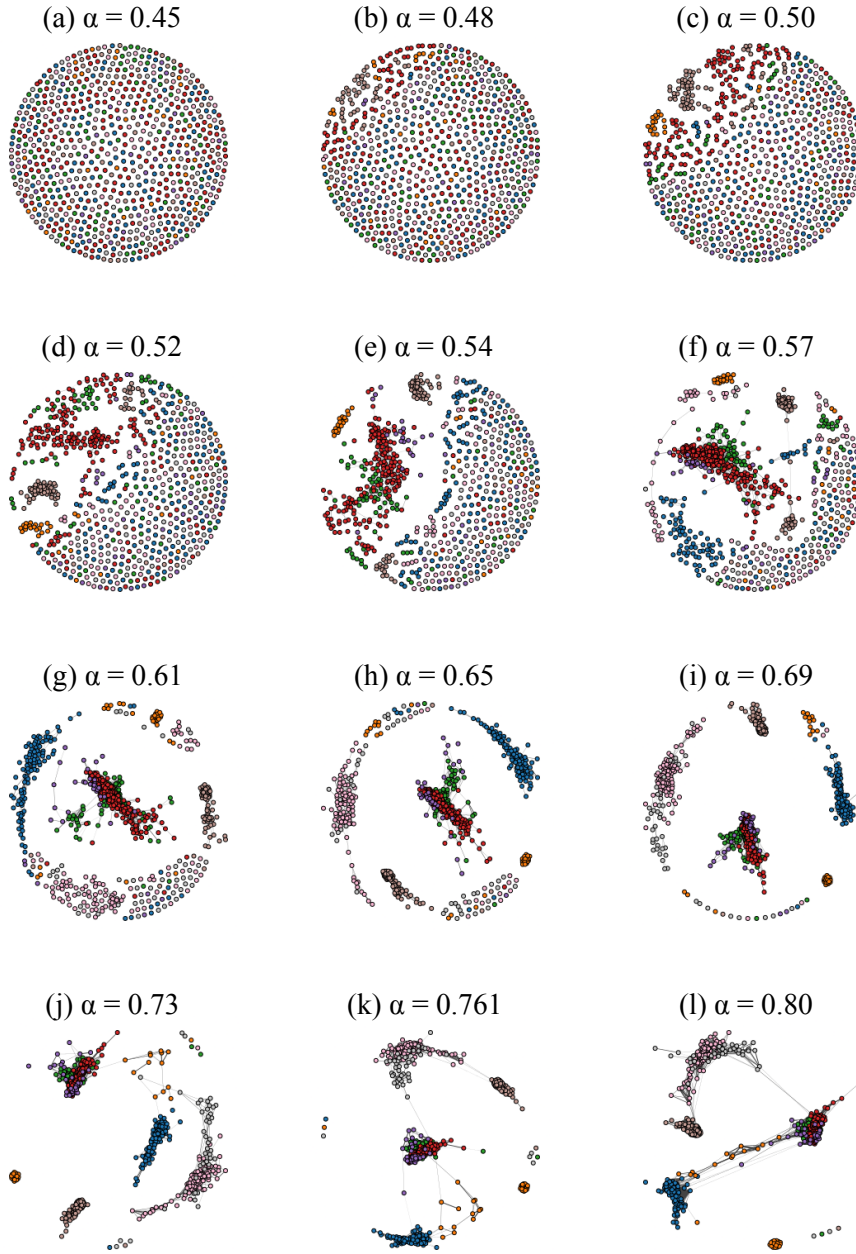 (a) α = 0.45
(b) α = 0.48
(c) α = 0.50
(d) α = 0.52
(e) α = 0.54
(f) α = 0.57
(g) α = 0.61
(h) α = 0.65
(i) α = 0.69
(j) α = 0.73
(k) α = 0.761
(l) α = 0.80